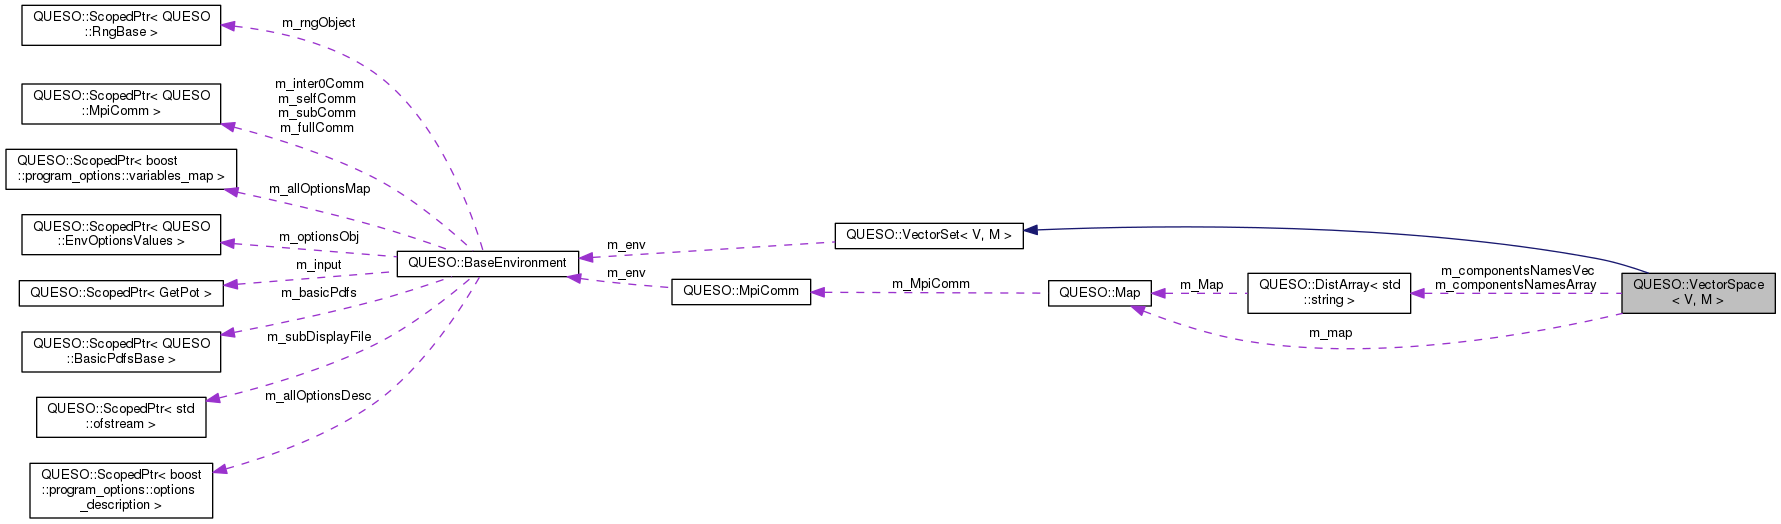 QUESO::ScopedPtr< QUESO
::RngBase >
m_rngObject
QUESO::ScopedPtr< QUESO
::MpiComm >
m_inter0Comm
m_selfComm
m_subComm
m_fullComm
QUESO::ScopedPtr< boost
::program_options::variables_map >
m_allOptionsMap
QUESO::ScopedPtr< QUESO
::EnvOptionsValues >
m_optionsObj
QUESO::ScopedPtr< GetPot >
m_input
QUESO::ScopedPtr< QUESO
::BasicPdfsBase >
m_basicPdfs
QUESO::ScopedPtr< std
::ofstream >
m_subDisplayFile
QUESO::ScopedPtr< boost
::program_options::options
_description >
m_allOptionsDesc
QUESO::BaseEnvironment
m_env
m_env
QUESO::VectorSet< V, M >
QUESO::MpiComm
m_MpiComm
QUESO::Map
m_Map
QUESO::DistArray< std
::string >
m_componentsNamesVec
m_componentsNamesArray
m_map
QUESO::VectorSpace
< V, M >